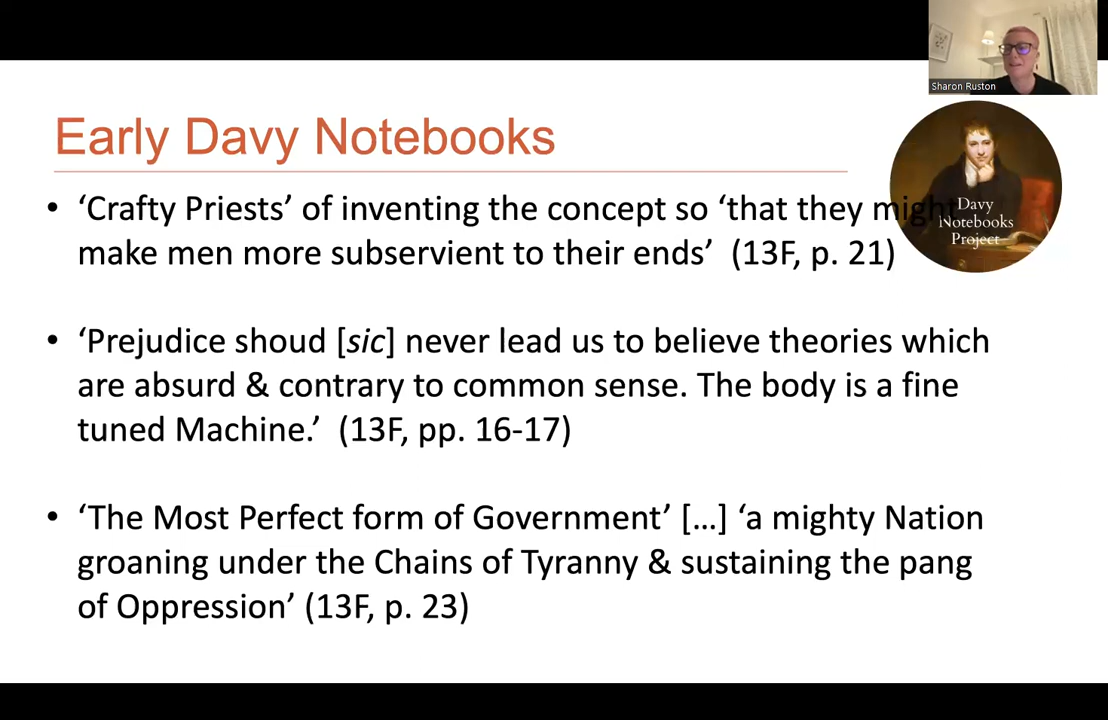 Sharon Ruston
Early Davy Notebooks
• ‘Crafty Priests’ of inventing the concept so ‘that they might
make men more subservient to their ends’ (13F, p. 21)
Davy
Notebooks
Project
• ‘Prejudice shoud [sic] never lead us to believe theories which
are absurd & contrary to common sense. The body is a fine
tuned Machine.’ (13F, pp. 16-17)
• ‘The Most Perfect form of Government’ […] ‘a mighty Nation
groaning under the Chains of Tyranny & sustaining the pang
of Oppression’ (13F, p. 23)